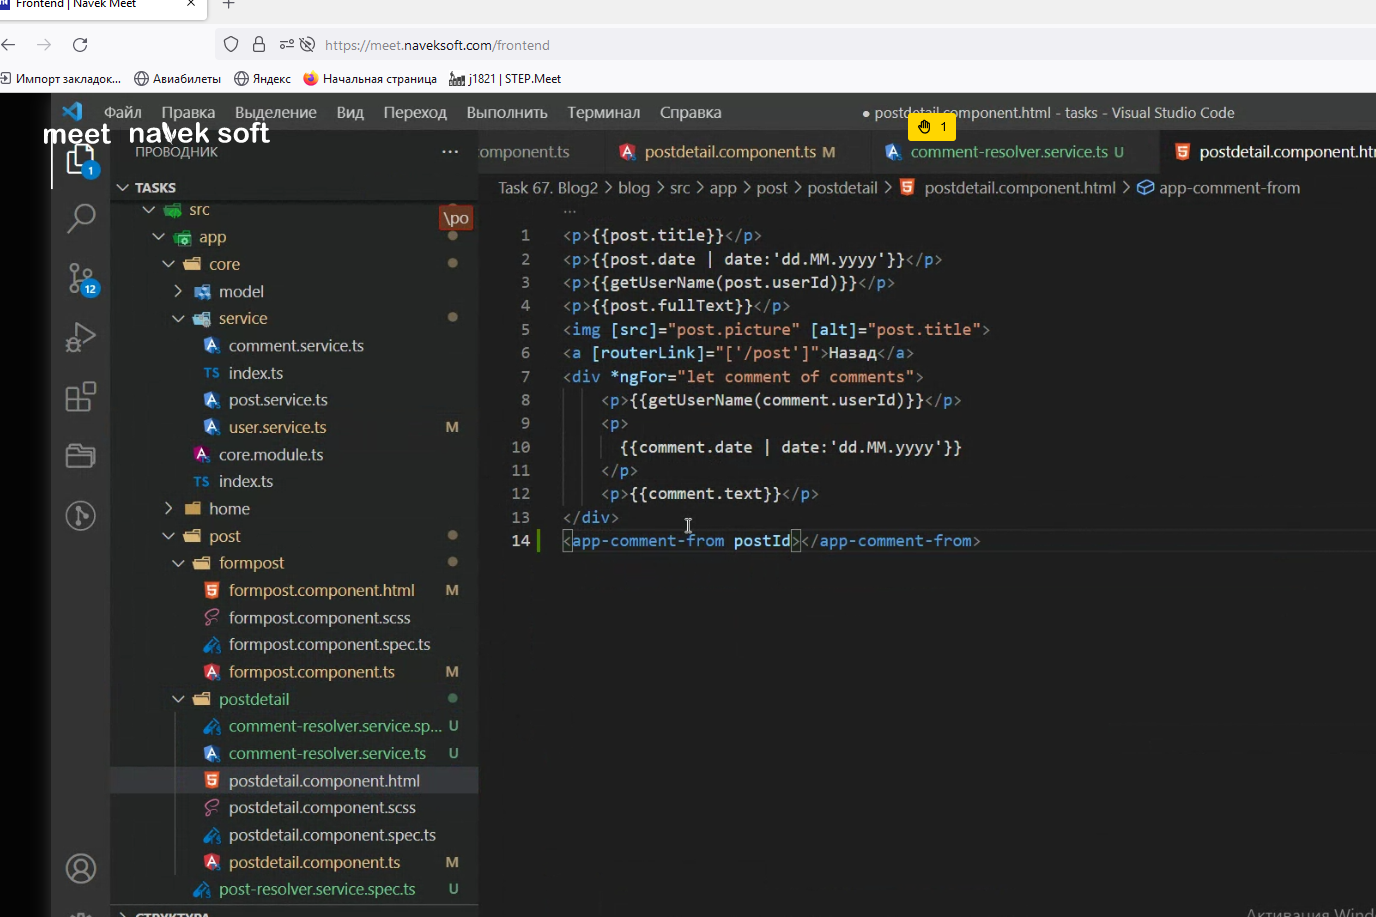 Frontend | Navek Meet
https://meet.naveksoft.com/frontend
Импорт закладок... Авиабилеты Яндекс Начальная страница j1821 | STEP.Meet
Файл Правка Выделение Вид Переход Выполнить Терминал Справка ● postdetail.component.html - tasks - Visual Studio Code
meet navek soft
1
ПРОВОДНИК ...
omponent.ts postdetail.component.ts M comment-resolver.service.ts U postdetail.component.htm
1
TASKS
Task 67. Blog2 > blog > src > app > post > postdetail > postdetail.component.html > app-comment-from
src
\po
app
core
model
service
comment.service.ts
index.ts
post.service.ts
user.service.ts M
core.module.ts
index.ts
home
post
formpost
formpost.component.html M
formpost.component.scss
formpost.component.spec.ts
formpost.component.ts M
postdetail
comment-resolver.service.sp... U
comment-resolver.service.ts U
postdetail.component.html
postdetail.component.scss
postdetail.component.spec.ts
postdetail.component.ts M
post-resolver.service.spec.ts U
СТРУКТУРА
12
...
1 <p>{{post.title}}</p>
2 <p>{{post.date | date:'dd.MM.yyyy'}}</p>
3 <p>{{getUserName(post.userId)}}</p>
4 <p>{{post.fullText}}</p>
5 <img [src]="post.picture" [alt]="post.title">
6 <a [routerLink]="['/post']">Назад</a>
7 <div *ngFor="let comment of comments">
8 <p>{{getUserName(comment.userId)}}</p>
9 <p>
10 {{comment.date | date:'dd.MM.yyyy'}}
11 </p>
12 <p>{{comment.text}}</p>
13 </div>
14 <app-comment-from postId></app-comment-from>
Активация Wind